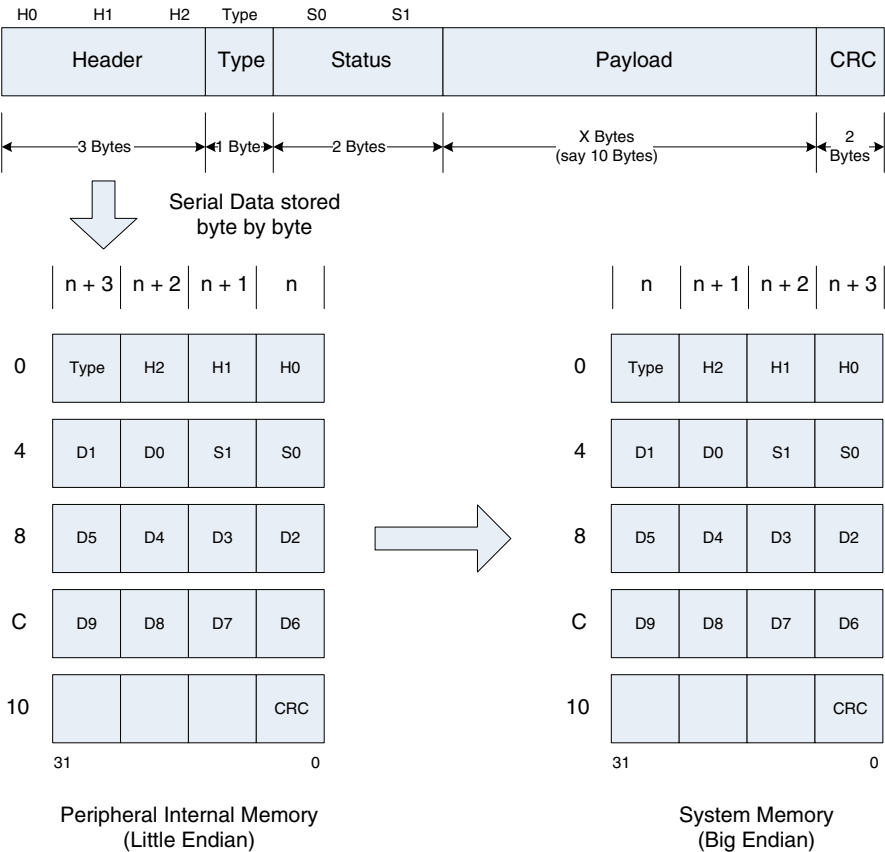 H0 H1 H2 Type S0 S1
Header Type Status Payload CRC
3 Bytes 1 Byte 2 Bytes X Bytes
(say 10 Bytes) 2
Bytes
Serial Data stored
byte by byte
n + 3 n + 2 n + 1 n
0 Type H2 H1 H0
4 D1 D0 S1 S0
8 D5 D4 D3 D2
C D9 D8 D7 D6
10 CRC
31 0
Peripheral Internal Memory
(Little Endian)
n n + 1 n + 2 n + 3
0 Type H2 H1 H0
4 D1 D0 S1 S0
8 D5 D4 D3 D2
C D9 D8 D7 D6
10 CRC
31 0
System Memory
(Big Endian)